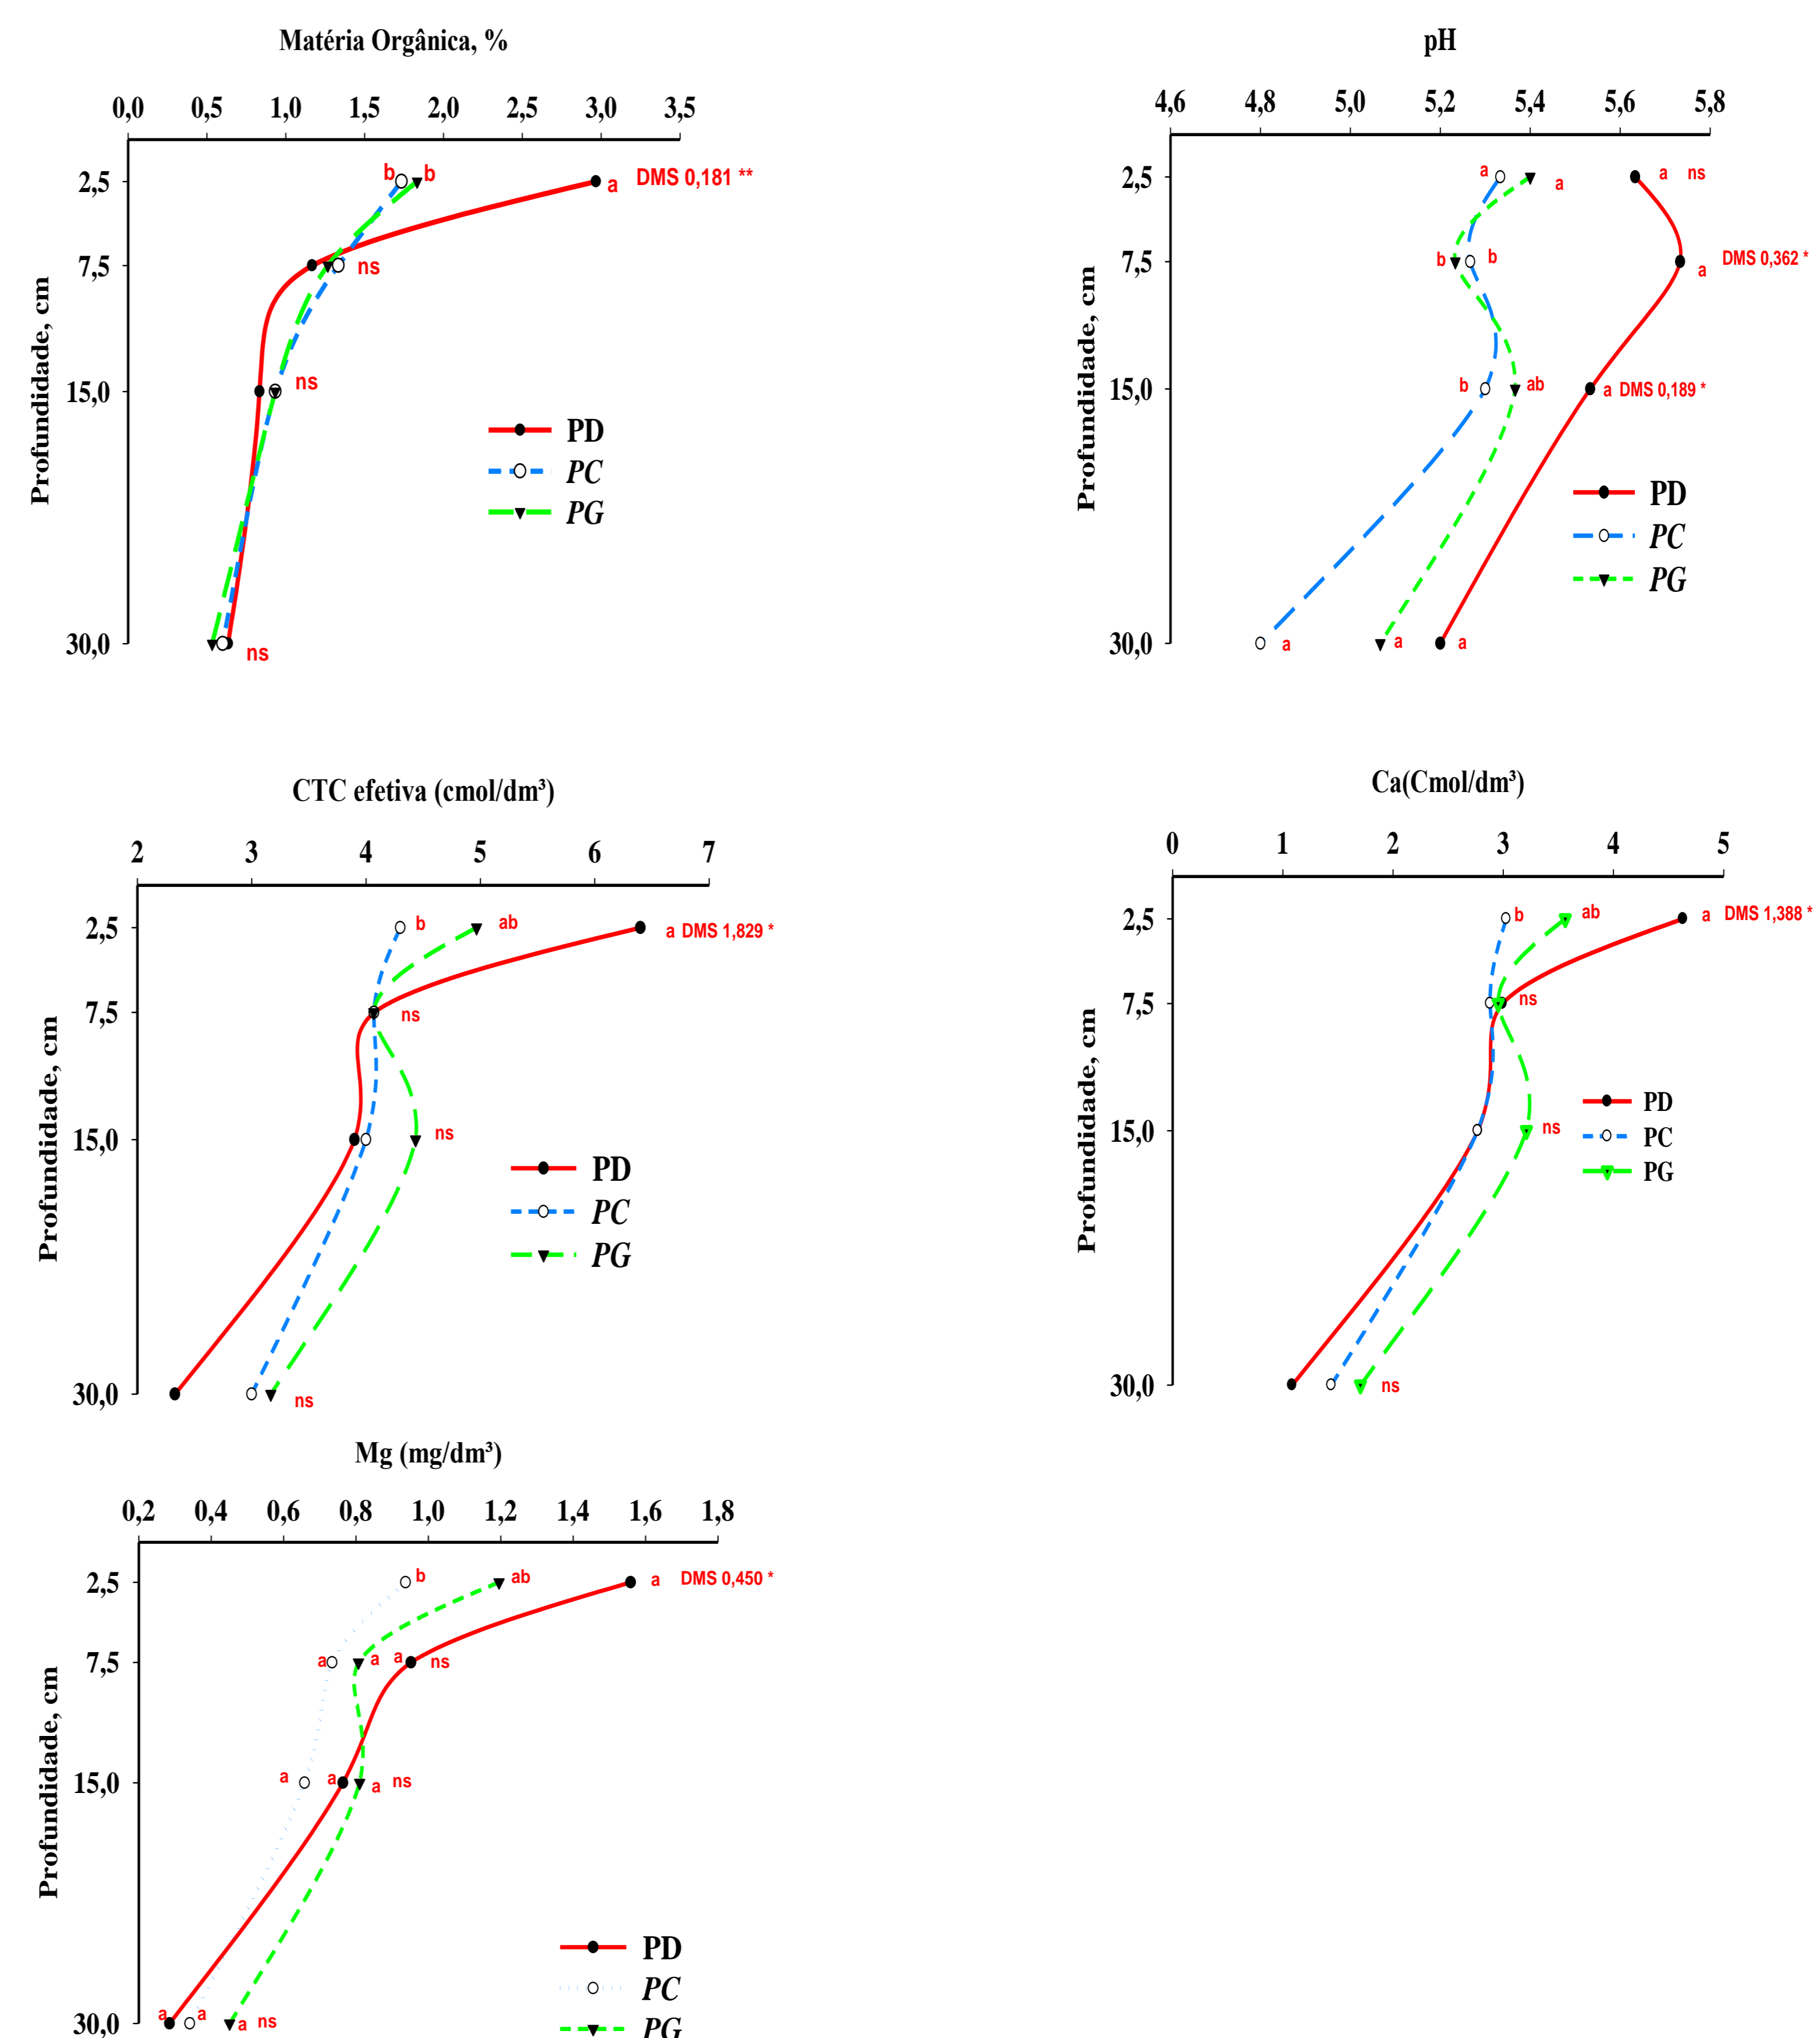 Matéria Orgânica, %
0,0 0,5 1,0 1,5 2,0 2,5 3,0 3,5
Profundidade, cm
2,5 b b a DMS 0,181 **
7,5 ns
15,0 ns
30,0 ns
PD
PC
PG
pH
4,6 4,8 5,0 5,2 5,4 5,6 5,8
Profundidade, cm
2,5 a a a ns
7,5 b b a DMS 0,362 *
15,0 b ab a DMS 0,189 *
30,0 a a a
PD
PC
PG
CTC efetiva (cmol/dm³)
2 3 4 5 6 7
Profundidade, cm
2,5 b ab a DMS 1,829 *
7,5 ns
15,0 ns
30,0 ns
PD
PC
PG
Ca(Cmol/dm³)
0 1 2 3 4 5
Profundidade, cm
2,5 b ab a DMS 1,388 *
7,5 ns
15,0 ns
30,0 ns
PD
PC
PG
Mg (mg/dm³)
0,2 0,4 0,6 0,8 1,0 1,2 1,4 1,6 1,8
Profundidade, cm
2,5 b ab a DMS 0,450 *
7,5 a a a ns
15,0 a a a ns
30,0 a a a ns
PD
PC
PG